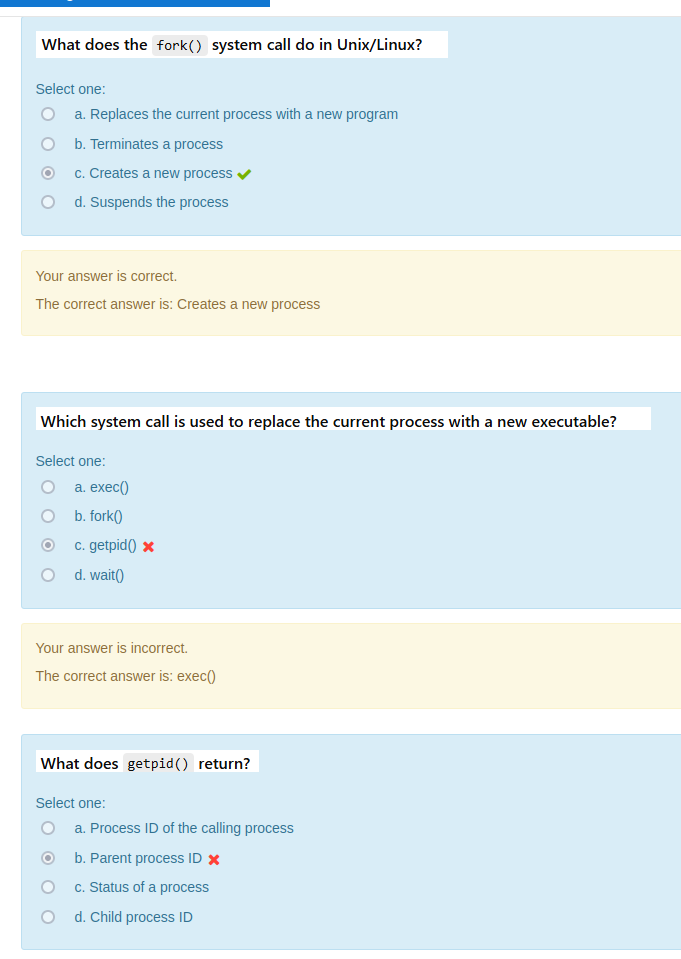 What does the fork() system call do in Unix/Linux?
Select one:
a. Replaces the current process with a new program
b. Terminates a process
c. Creates a new process
d. Suspends the process
Your answer is correct.
The correct answer is: Creates a new process
Which system call is used to replace the current process with a new executable?
Select one:
a. exec()
b. fork()
c. getpid()
d. wait()
Your answer is incorrect.
The correct answer is: exec()
What does getpid() return?
Select one:
a. Process ID of the calling process
b. Parent process ID
c. Status of a process
d. Child process ID